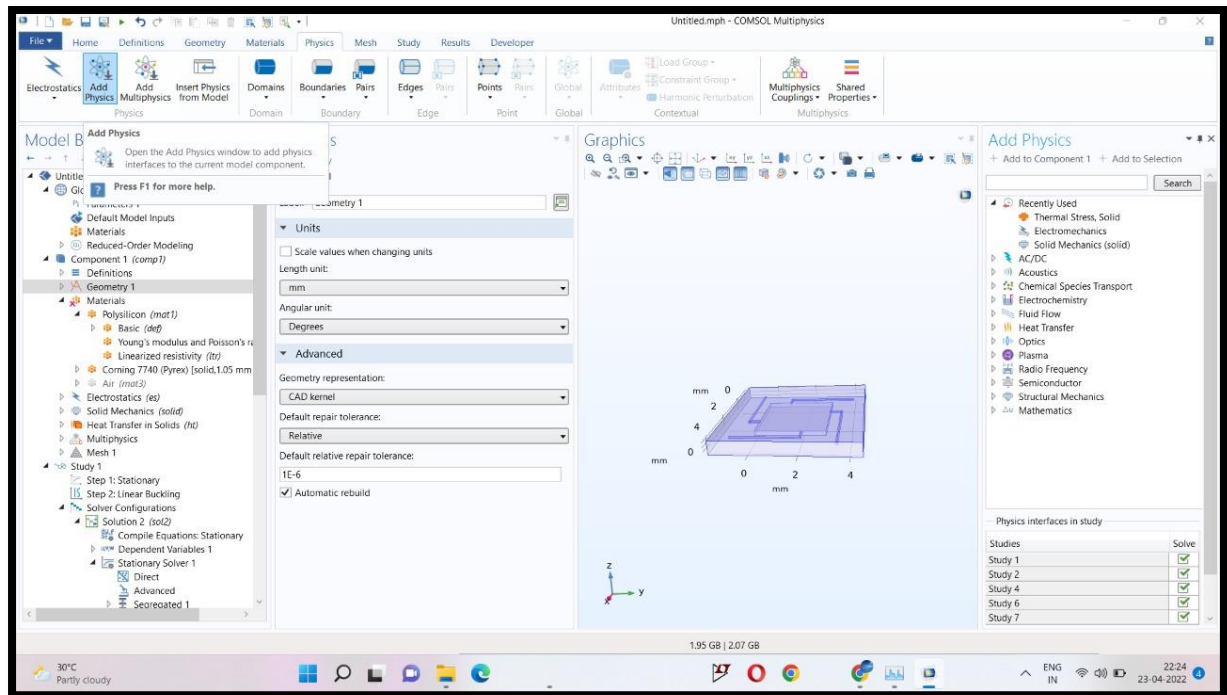 Untitled.mph - COMSOL Multiphysics
File Home Definitions Geometry Materials Physics Mesh Study Results Developer
Electrostatics
Add Physics
Add Multiphysics
Insert Physics from Model
Domains
Boundaries
Pairs
Edges
Pairs
Points
Pairs
Global
Attributes
Load Group
Constraint Group
Harmonic Perturbation
Multiphysics Couplings
Shared Properties
Physics Domain Boundary Edge Point Global Contextual Multiphysics
Model B
Add Physics
Open the Add Physics window to add physics
interfaces to the current model component.
Press F1 for more help.
Untitle
Parameters 1
Default Model Inputs
Materials
Reduced-Order Modeling
Component 1 (comp1)
Definitions
Geometry 1
Materials
Polysilicon (mat1)
Basic (def)
Young's modulus and Poisson's ra
Linearized resistivity (ltr)
Corning 7740 (Pyrex) [solid,1.05 mm
Air (mat3)
Electrostatics (es)
Solid Mechanics (solid)
Heat Transfer in Solids (ht)
Multiphysics
Mesh 1
Study 1
Step 1: Stationary
Step 2: Linear Buckling
Solver Configurations
Solution 2 (sol2)
Compile Equations: Stationary
Dependent Variables 1
Stationary Solver 1
Direct
Advanced
Segregated 1
Geometry 1
Units
Scale values when changing units
Length unit:
mm
Angular unit:
Degrees
Advanced
Geometry representation:
CAD kernel
Default repair tolerance:
Relative
Default relative repair tolerance:
1E-6
Automatic rebuild
Graphics
mm 0
2
4
0
mm
0 2 4
mm
z
y
x
Add Physics
+ Add to Component 1 + Add to Selection
Search
Recently Used
Thermal Stress, Solid
Electromechanics
Solid Mechanics (solid)
AC/DC
Acoustics
Chemical Species Transport
Electrochemistry
Fluid Flow
Heat Transfer
Optics
Plasma
Radio Frequency
Semiconductor
Structural Mechanics
Mathematics
Physics interfaces in study
Studies Solve
Study 1
Study 2
Study 4
Study 6
Study 7
1.95 GB | 2.07 GB
30°C
Partly cloudy
ENG
IN
22:24
23-04-2022
4